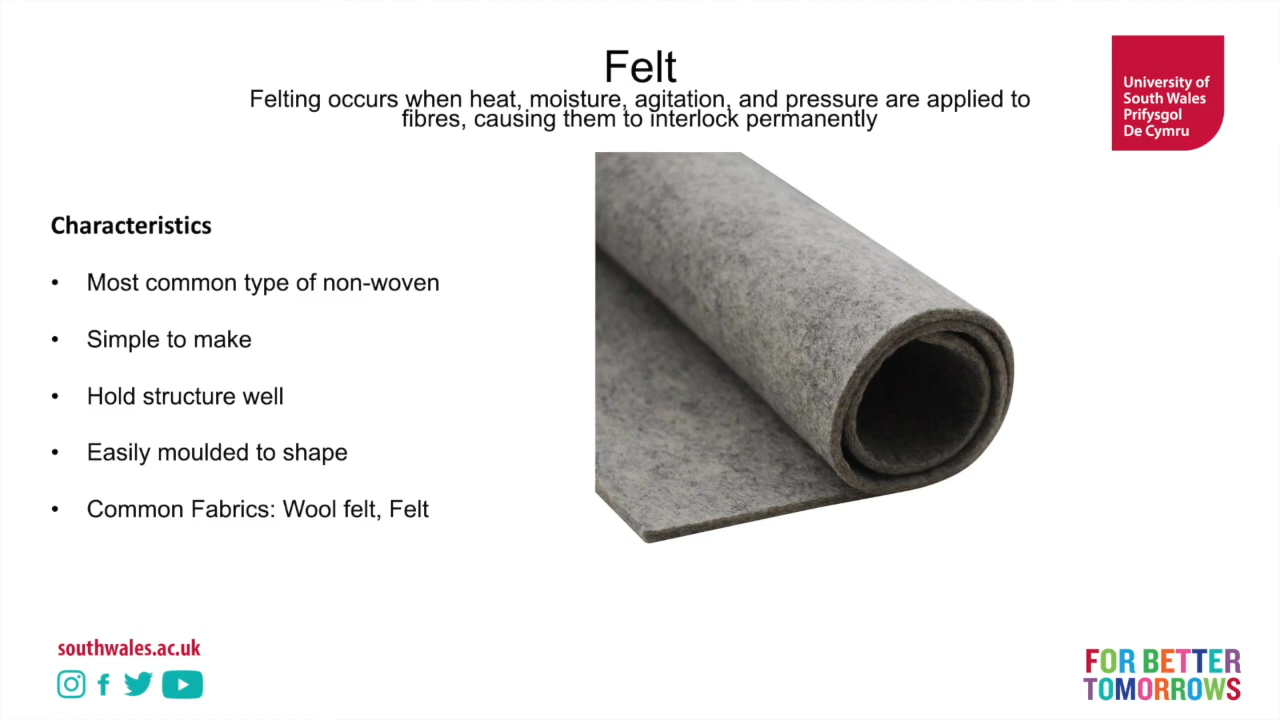 Felt
Felting occurs when heat, moisture, agitation, and pressure are applied to
fibres, causing them to interlock permanently
University of
South Wales
Prifysgol
De Cymru
Characteristics
• Most common type of non-woven
• Simple to make
• Hold structure well
• Easily moulded to shape
• Common Fabrics: Wool felt, Felt
southwales.ac.uk
FOR BETTER
TOMORROWS